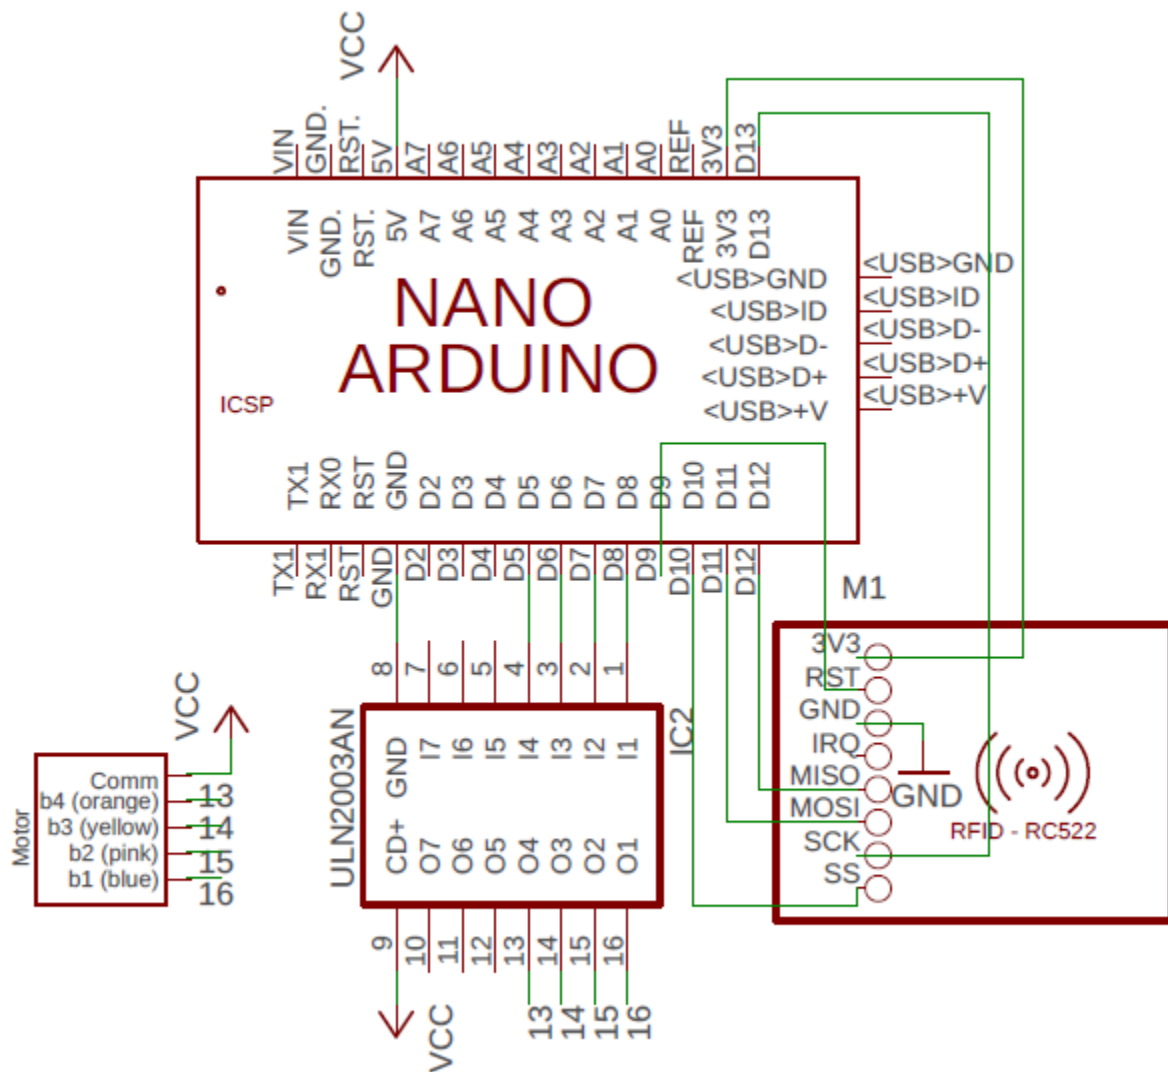 VCC
VIN GND. RST. 5V A7 A6 A5 A4 A3 A2 A1 A0 REF 3V3 D13
VIN GND. RST. 5V A7 A6 A5 A4 A3 A2 A1 A0 REF 3V3 D13
<USB>GND <USB>GND
<USB>ID <USB>ID
<USB>D- <USB>D-
<USB>D+ <USB>D+
<USB>+V <USB>+V
NANO
ARDUINO
ICSP
TX1 RX0 RST GND D2 D3 D4 D5 D6 D7 D8 D9 D10 D11 D12
TX1 RX1 RST GND D2 D3 D4 D5 D6 D7 D8 D9 D10 D11 D12
M1
3V3
RST
GND
IRQ
MISO
MOSI
SCK
SS
GND
RFID - RC522
8 7 6 5 4 3 2 1
ULN2003AN
IC2
GND I7 I6 I5 I4 I3 I2 I1
CD+ O7 O6 O5 O4 O3 O2 O1
9 10 11 12 13 14 15 16
VCC
13 14 15 16
VCC
Motor
Comm
b4 (orange) 13
b3 (yellow) 14
b2 (pink) 15
b1 (blue) 16